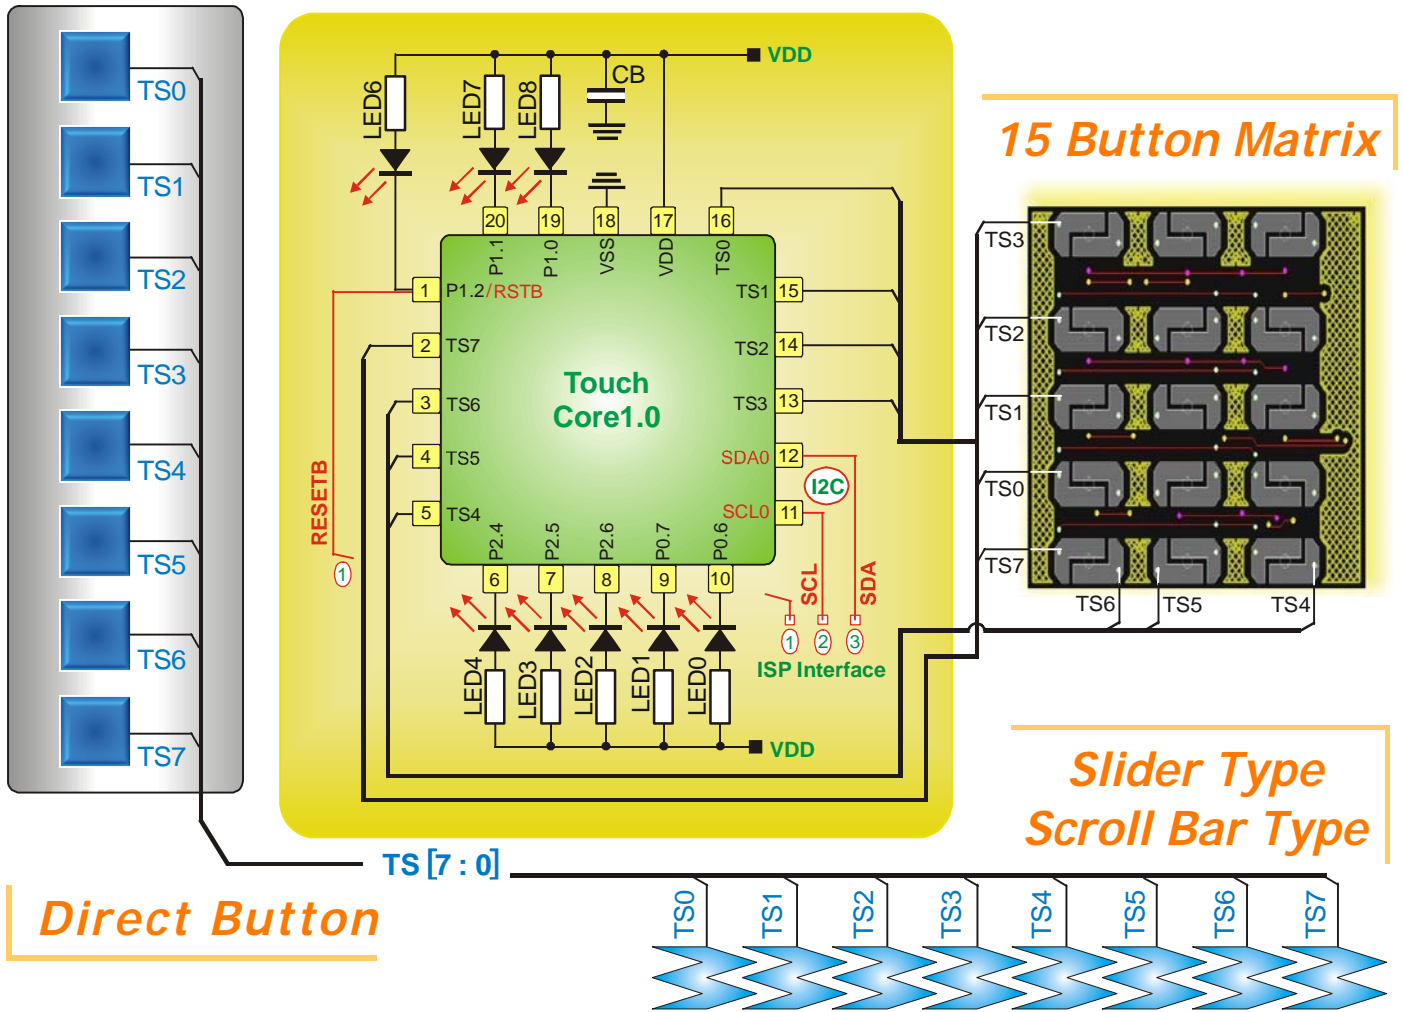 TS0
TS1
TS2
TS3
TS4
TS5
TS6
TS7
VDD
CB
LED6
LED7
LED8
20
19
18
17
16
P1.1
P1.0
VSS
VDD
TS0
1
P1.2/RSTB
2
TS7
3
TS6
4
TS5
5
TS4
TS1
15
TS2
14
TS3
13
SDA0
12
I2C
SCL0
11
Touch
Core1.0
RESETB
1
P2.4
P2.5
P2.6
P0.7
P0.6
6
7
8
9
10
SCL
SDA
1
2
3
ISP Interface
LED4
LED3
LED2
LED1
LED0
VDD
15 Button Matrix
TS3
TS2
TS1
TS0
TS7
TS6
TS5
TS4
Slider Type
Scroll Bar Type
TS [7 : 0]
Direct Button
TS0
TS1
TS2
TS3
TS4
TS5
TS6
TS7